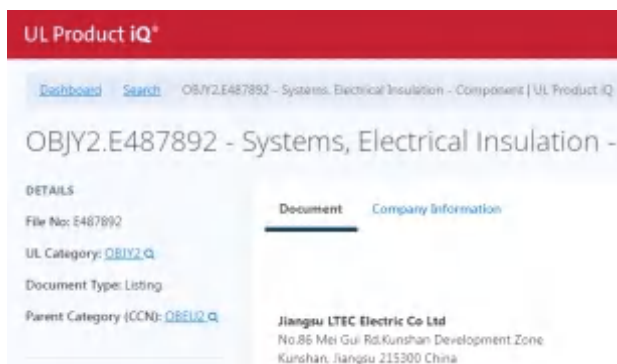 UL Product iQ®
Dashboard Search OBJY2.E487892 - Systems, Electrical Insulation - Component | UL Product iQ
OBJY2.E487892 - Systems, Electrical Insulation -
DETAILS
File No: E487892
UL Category: OBJY2
Document Type: Listing
Parent Category (CCN): OBEU2
Document Company Information
Jiangsu LTEC Electric Co Ltd
No.86 Mei Gui Rd.Kunshan Development Zone
Kunshan, Jiangsu 215300 China